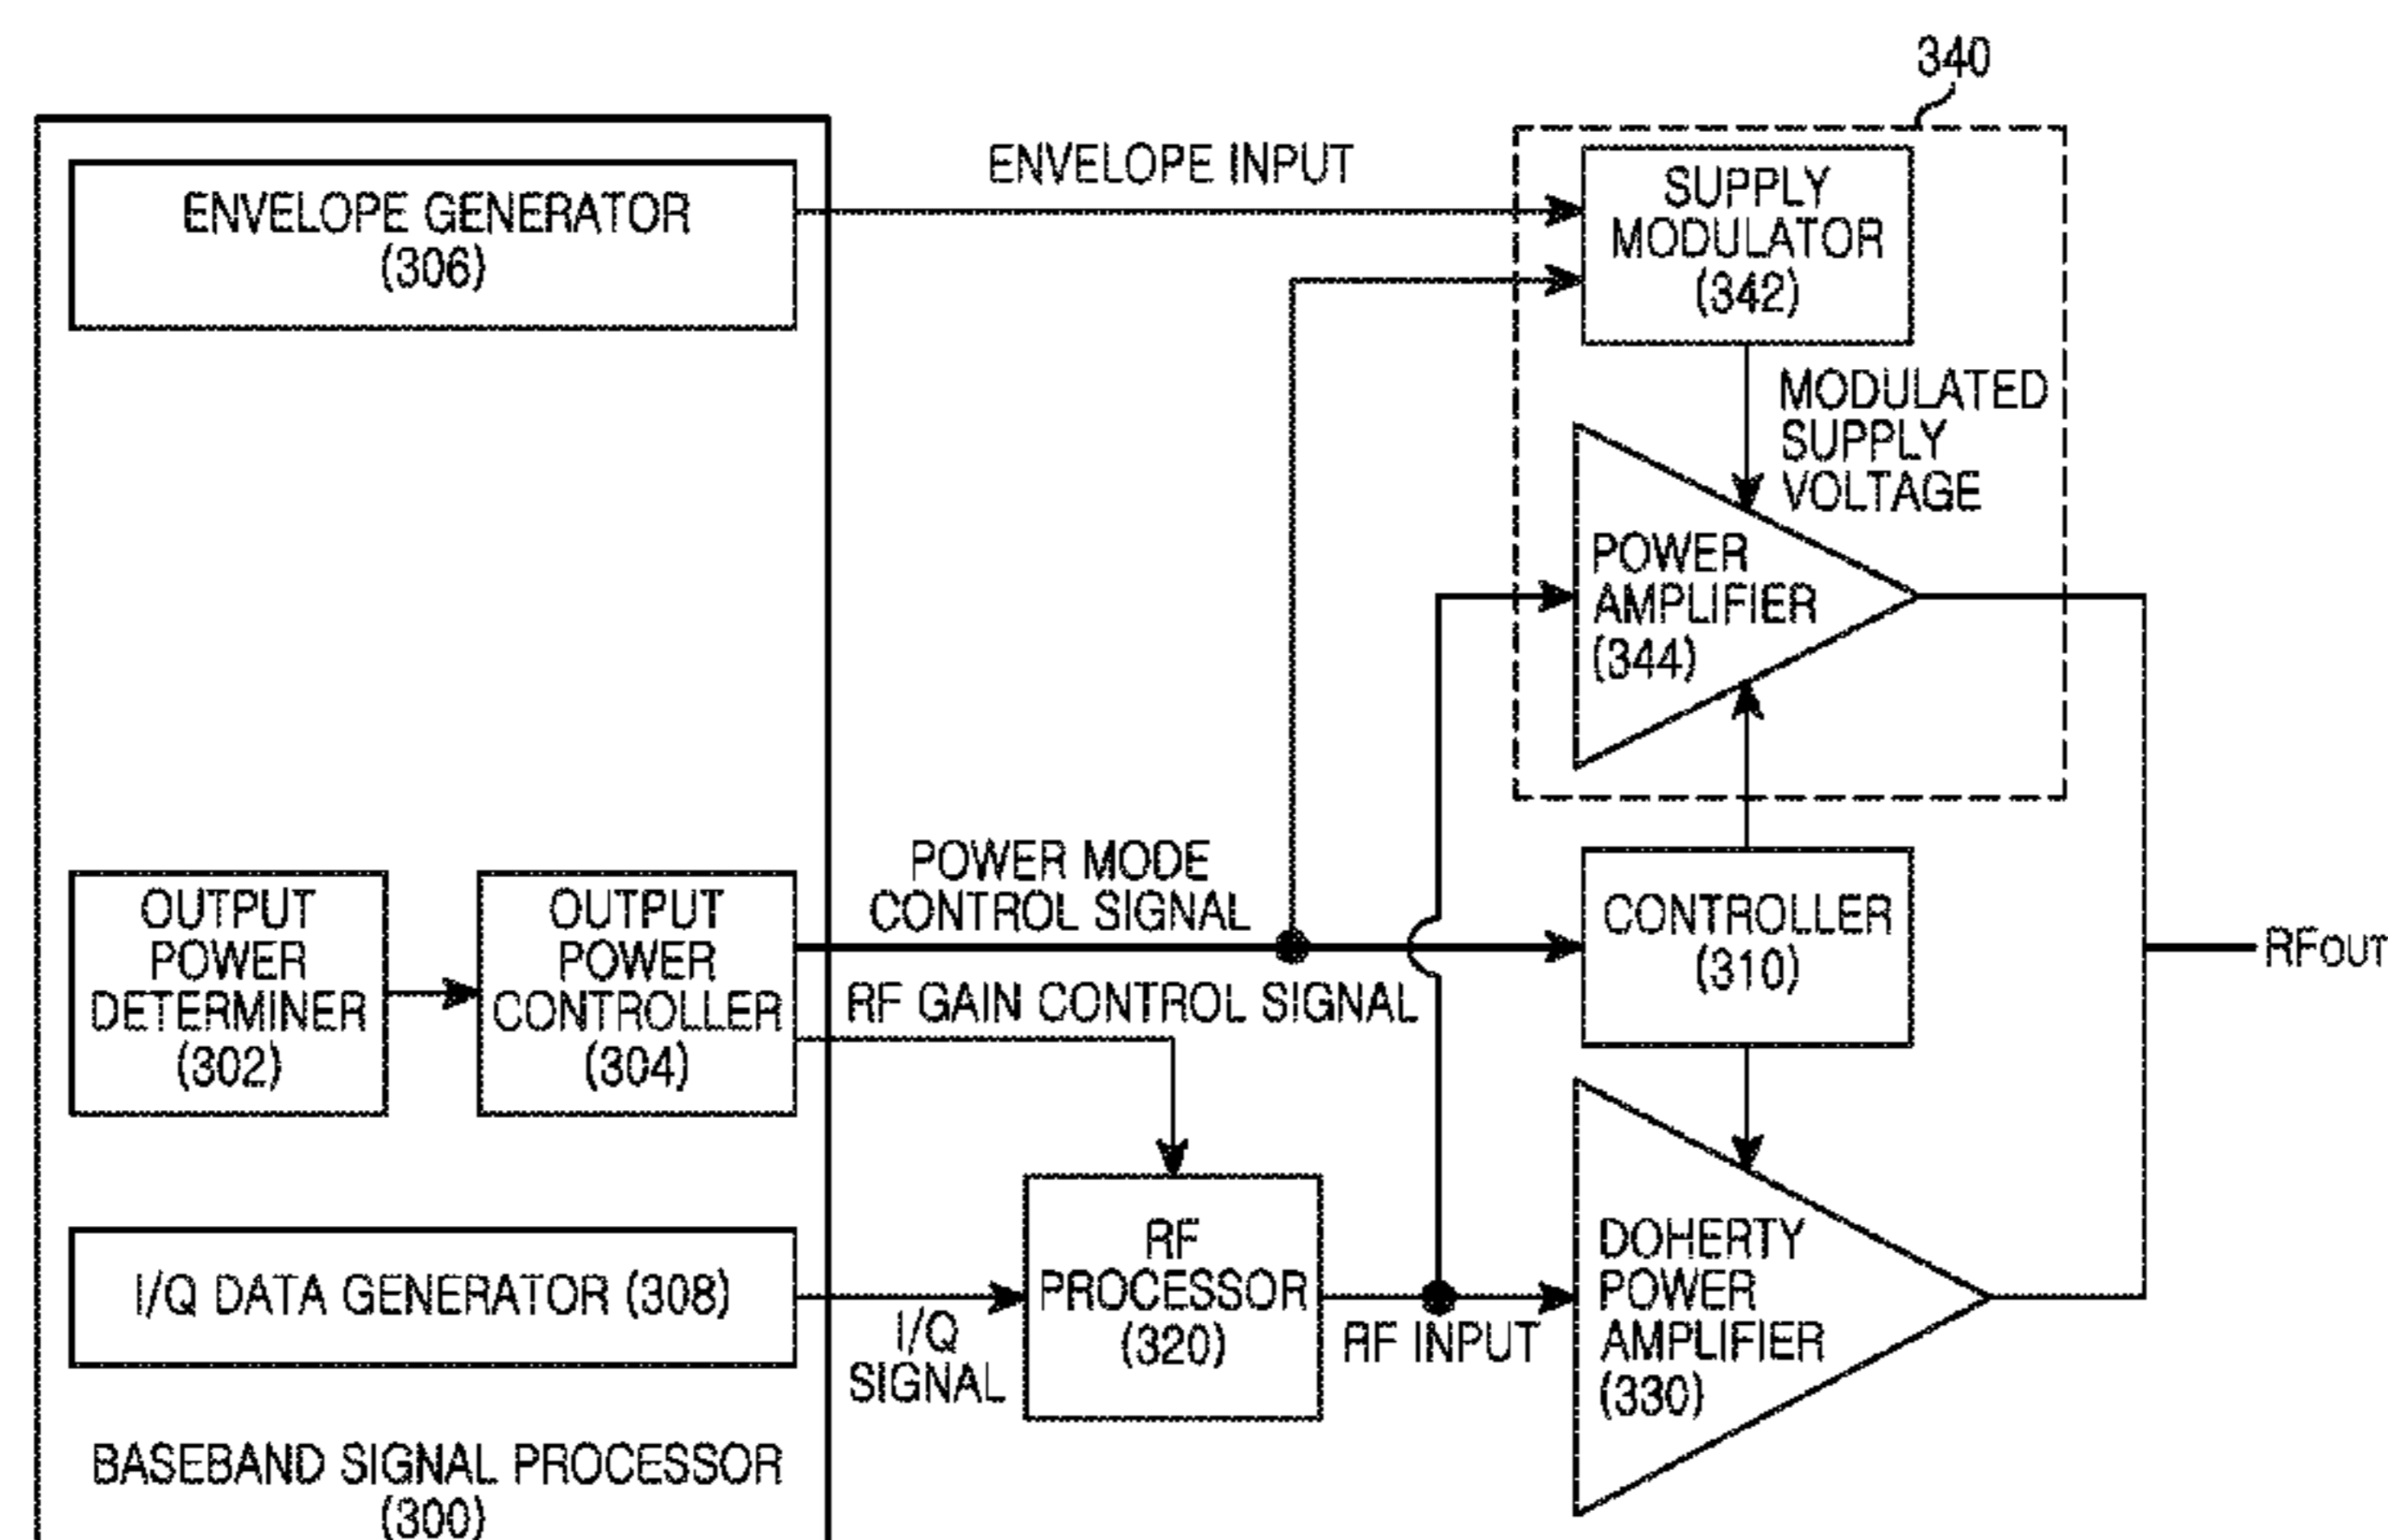 340
ENVELOPE GENERATOR
(306)
ENVELOPE INPUT
SUPPLY
MODULATOR
(342)
MODULATED
SUPPLY
VOLTAGE
POWER
AMPLIFIER
(344)
OUTPUT
POWER
DETERMINER
(302)
OUTPUT
POWER
CONTROLLER
(304)
POWER MODE
CONTROL SIGNAL
RF GAIN CONTROL SIGNAL
CONTROLLER
(310)
RFOUT
I/Q DATA GENERATOR (308)
I/Q
SIGNAL
RF
PROCESSOR
(320)
RF INPUT
DOHERTY
POWER
AMPLIFIER
(330)
BASEBAND SIGNAL PROCESSOR
(300)